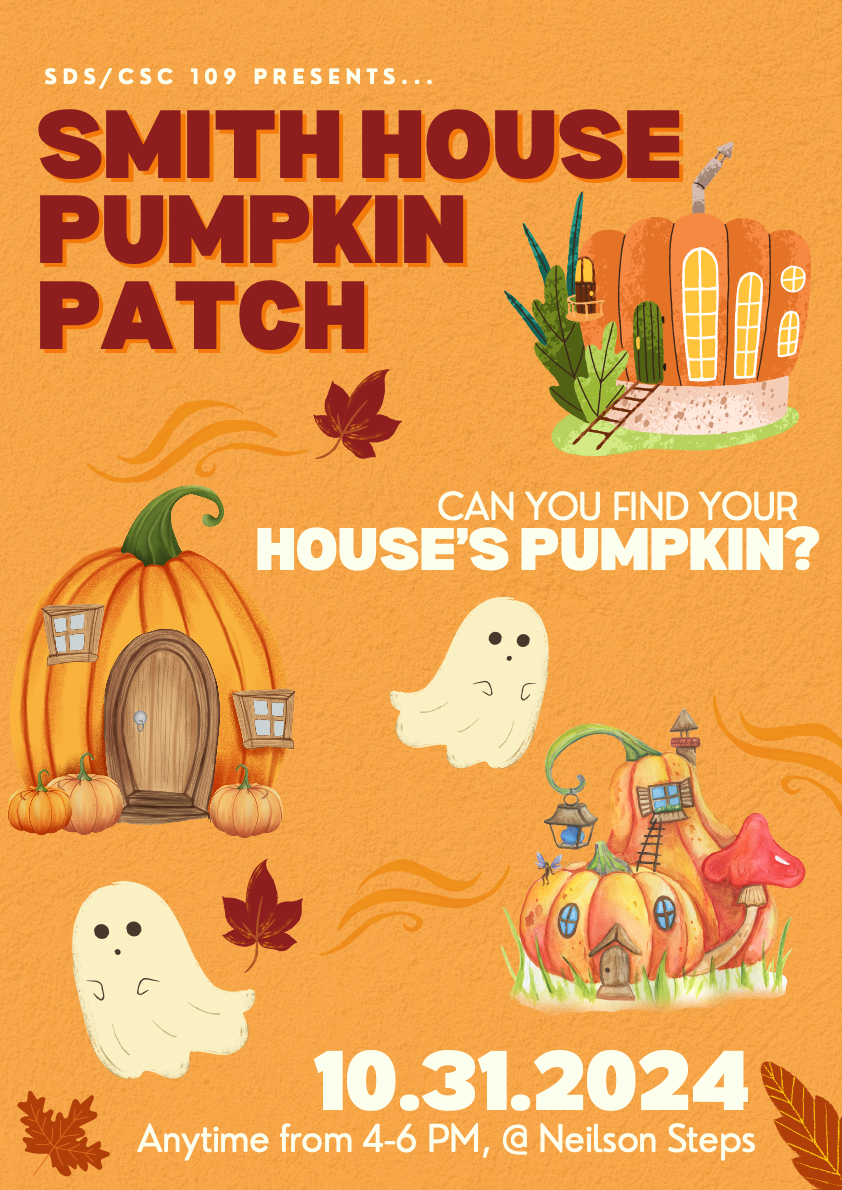 SDS/CSC 109 PRESENTS...
SMITH HOUSE
PUMPKIN
PATCH
CAN YOU FIND YOUR
HOUSE'S PUMPKIN?
10.31.2024
Anytime from 4-6 PM, @ Neilson Steps